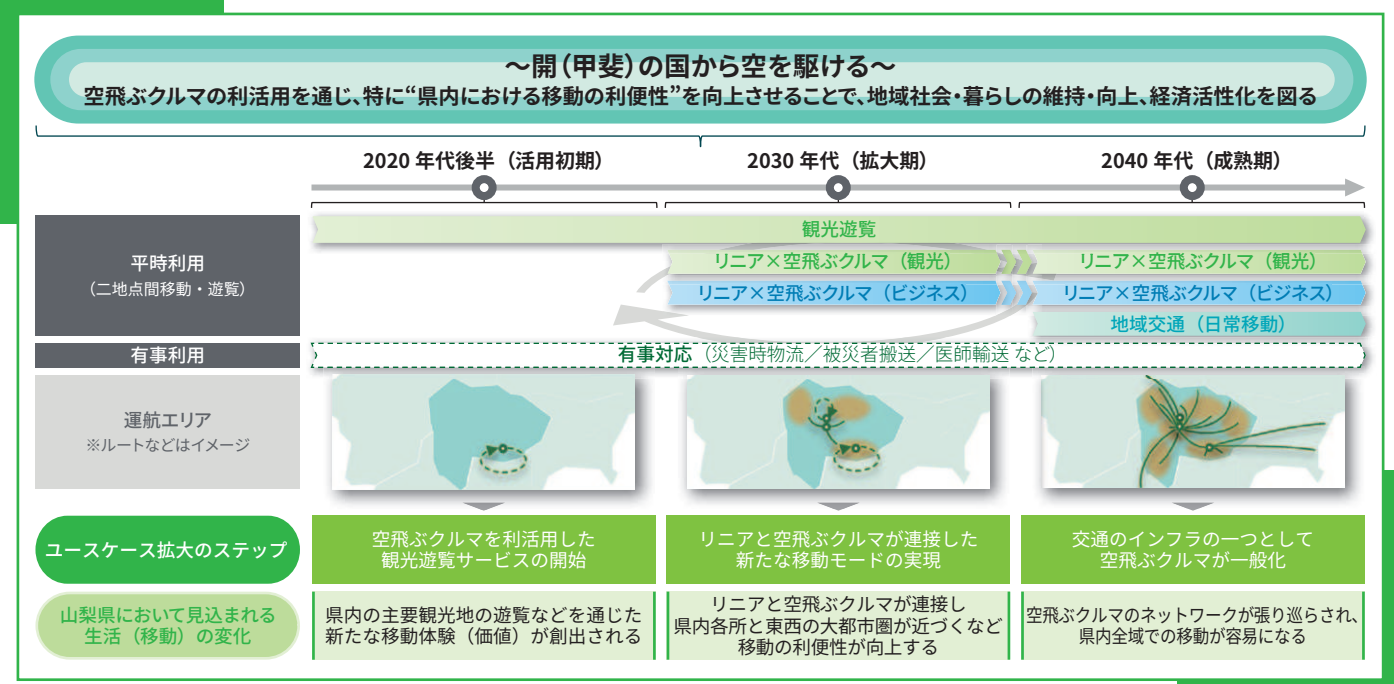 ～開（甲斐）の国から空を駆ける～
空飛ぶクルマの利活用を通じ、特に“県内における移動の利便性”を向上させることで、地域社会・暮らしの維持・向上、経済活性化を図る
2020 年代後半（活用初期）
2030 年代（拡大期）
2040 年代（成熟期）
平時利用
（二地点間移動・遊覧）
観光遊覧
リニア×空飛ぶクルマ（観光）
リニア×空飛ぶクルマ（観光）
リニア×空飛ぶクルマ（ビジネス）
リニア×空飛ぶクルマ（ビジネス）
地域交通（日常移動）
有事利用
有事対応（災害時物流／被災者搬送／医師輸送 など）
運航エリア
※ルートなどはイメージ
ユースケース拡大のステップ
空飛ぶクルマを利活用した
観光遊覧サービスの開始
リニアと空飛ぶクルマが連接した
新たな移動モードの実現
交通のインフラの一つとして
空飛ぶクルマが一般化
山梨県において見込まれる
生活（移動）の変化
県内の主要観光地の遊覧などを通じた
新たな移動体験（価値）が創出される
リニアと空飛ぶクルマが連接し
県内各所と東西の大都市圏が近づくなど
移動の利便性が向上する
空飛ぶクルマのネットワークが張り巡らされ、
県内全域での移動が容易になる